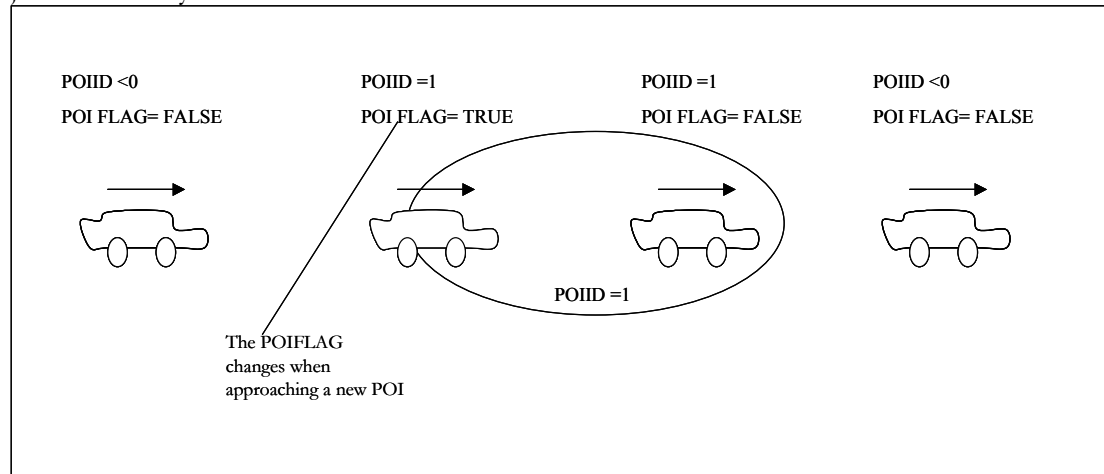 POIID <0
POI FLAG= FALSE
POIID =1
POI FLAG= TRUE
POIID =1
POI FLAG= FALSE
POIID <0
POI FLAG= FALSE
POIID =1
The POIFLAG
changes when
approaching a new POI